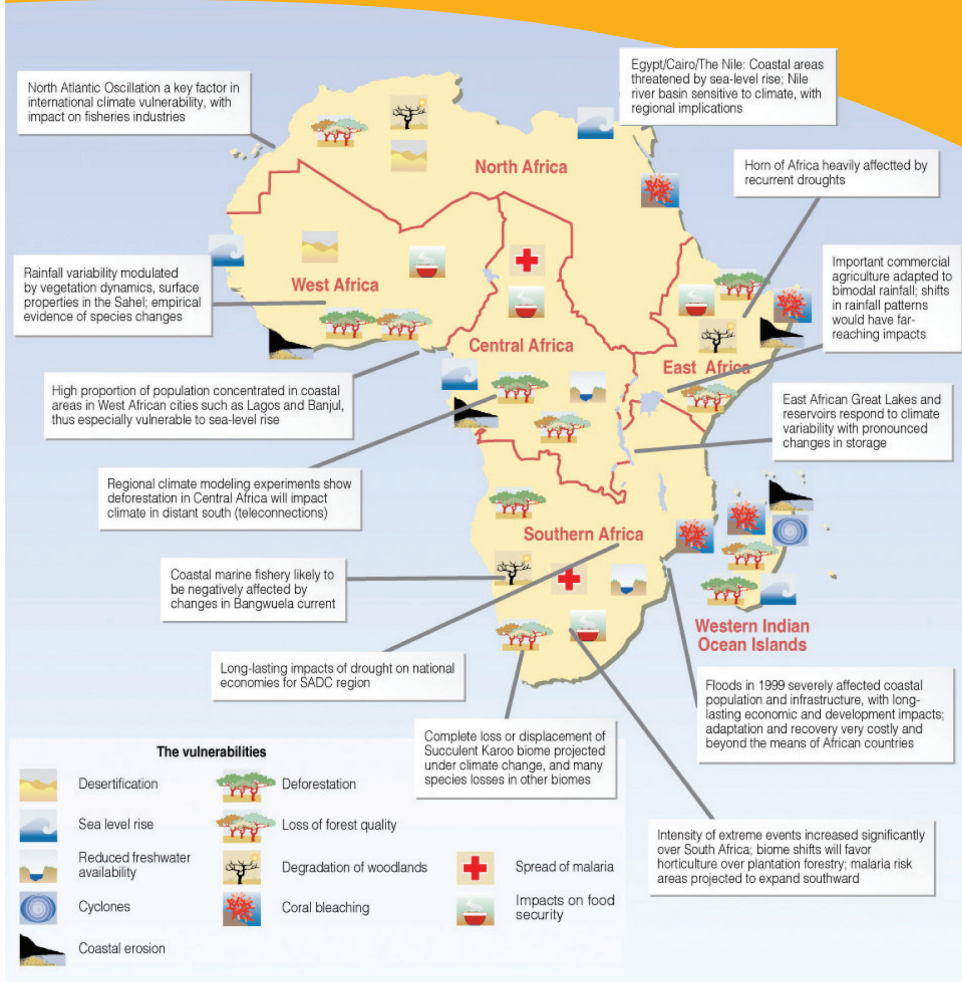 North Atlantic Oscillation a key factor in
international climate vulnerability, with
impact on fisheries industries
Egypt/Cairo/The Nile: Coastal areas
threatened by sea-level rise; Nile
river basin sensitive to climate, with
regional implications
North Africa
Horn of Africa heavily affectted by
recurrent droughts
Rainfall variability modulated
by vegetation dynamics, surface
properties in the Sahel; empirical
evidence of species changes
West Africa
Important commercial
agriculture adapted to
bimodal rainfall; shifts
in rainfall patterns
would have far-
reaching impacts
Central Africa
East Africa
High proportion of population concentrated in coastal
areas in West African cities such as Lagos and Banjul,
thus especially vulnerable to sea-level rise
East African Great Lakes and
reservoirs respond to climate
variability with pronounced
changes in storage
Regional climate modeling experiments show
deforestation in Central Africa will impact
climate in distant south (teleconnections)
Southern Africa
Coastal marine fishery likely to
be negatively affected by
changes in Bangwuela current
Western Indian
Ocean Islands
Long-lasting impacts of drought on national
economies for SADC region
Floods in 1999 severely affected coastal
population and infrastructure, with long-
lasting economic and development impacts;
adaptation and recovery very costly and
beyond the means of African countries
Complete loss or displacement of
Succulent Karoo biome projected
under climate change, and many
species losses in other biomes
Intensity of extreme events increased significantly
over South Africa; biome shifts will favor
horticulture over plantation forestry; malaria risk
areas projected to expand southward
The vulnerabilities
Desertification
Sea level rise
Reduced freshwater
availability
Cyclones
Coastal erosion
Deforestation
Loss of forest quality
Degradation of woodlands
Coral bleaching
Spread of malaria
Impacts on food
security